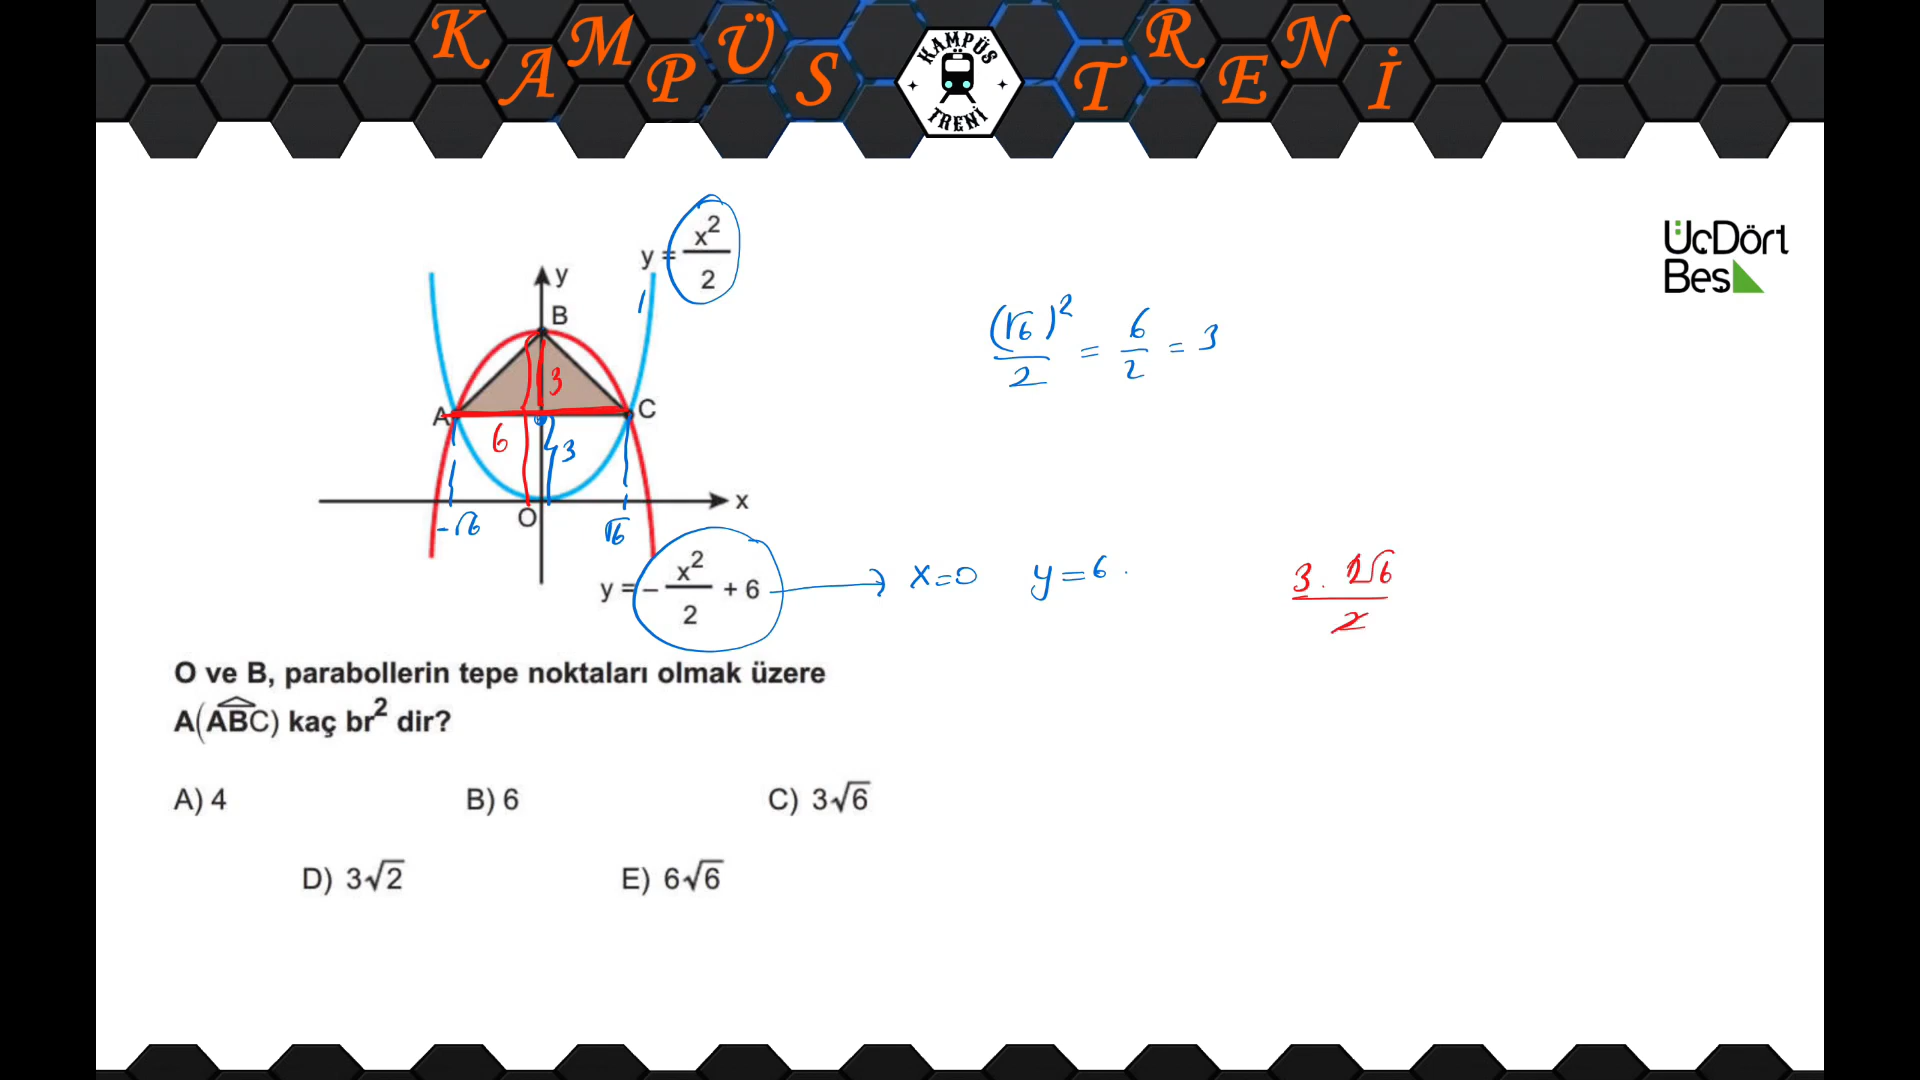 KAMPÜS TRENİ
KAMPÜS
TRENİ
ÜçDört
Beş
y = x²/2
y
B
3
A
C
6
3
x
O
-√6
√6
(√6)²/2 = 6/2 = 3
y = -x²/2 + 6 → x=0 y=6
3.2√6/2
O ve B, parabollerin tepe noktaları olmak üzere
A(ABC) kaç br² dir?
A) 4 B) 6 C) 3√6
D) 3√2 E) 6√6